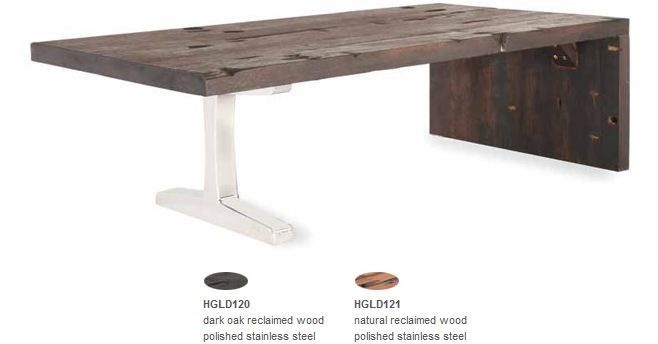 HGLD120
dark oak reclaimed wood
polished stainless steel
HGLD121
natural reclaimed wood
polished stainless steel